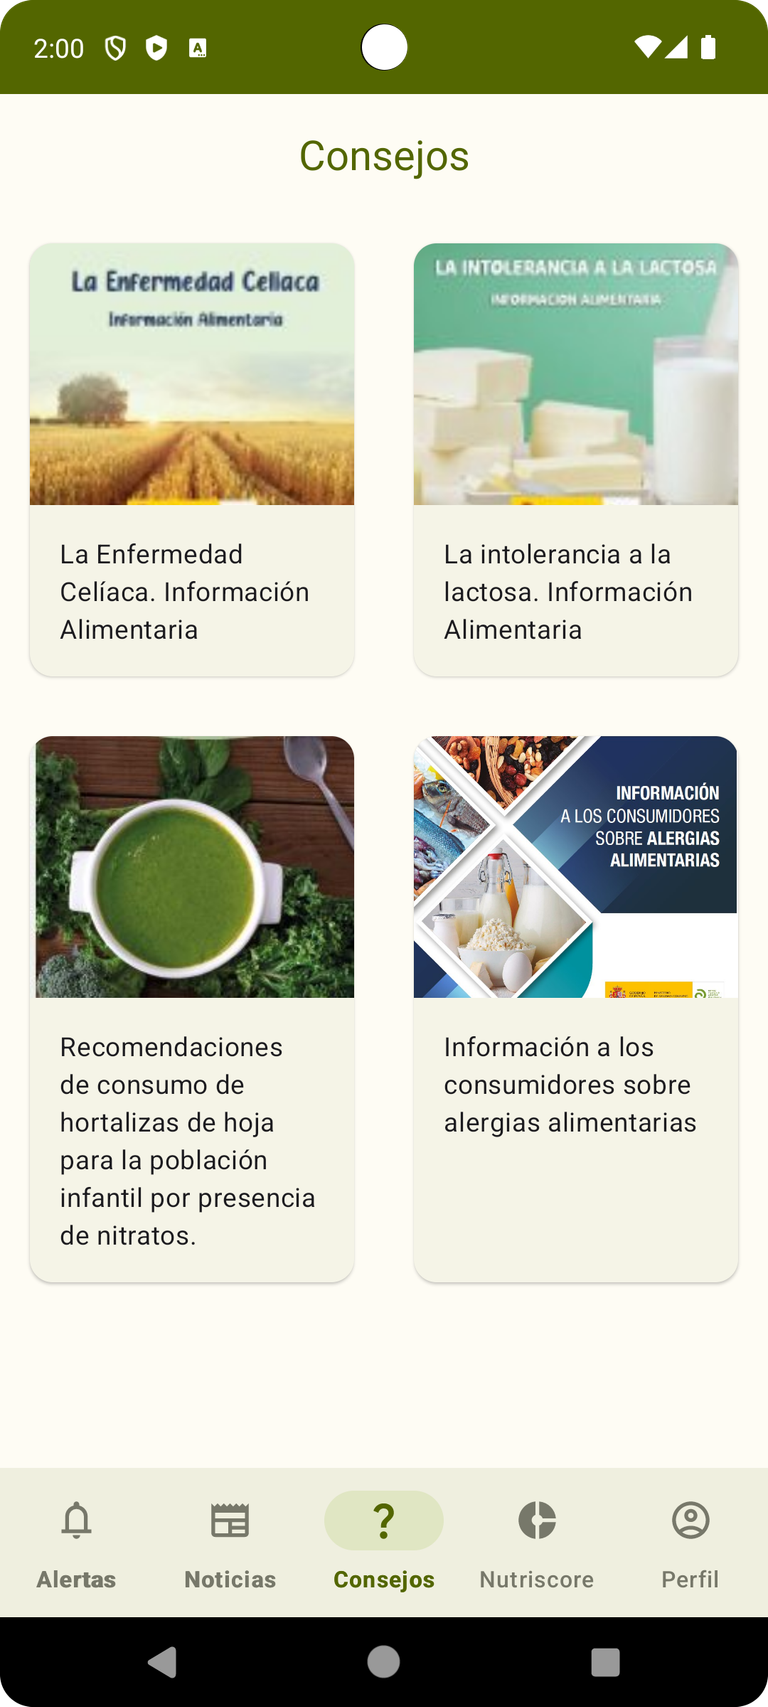 2:00
Consejos
La Enfermedad Celiaca
Información Alimentaria
LA INTOLERANCIA A LA LACTOSA
INFORMACION ALIMENTARIA
La Enfermedad
Celíaca. Información
Alimentaria
La intolerancia a la
lactosa. Información
Alimentaria
INFORMACIÓN
A LOS CONSUMIDORES
SOBRE ALERGIAS
ALIMENTARIAS
Recomendaciones
de consumo de
hortalizas de hoja
para la población
infantil por presencia
de nitratos.
Información a los
consumidores sobre
alergias alimentarias
Alertas
Noticias
Consejos
Nutriscore
Perfil